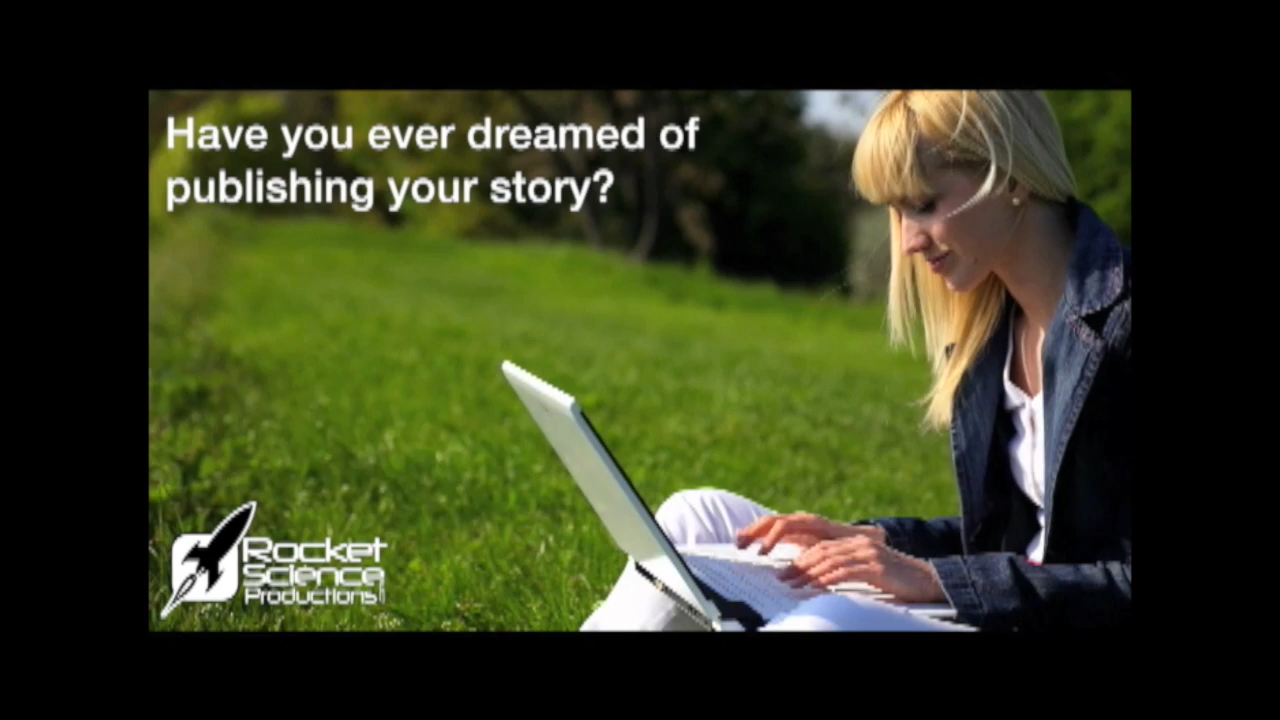 Have you ever dreamed of
publishing your story?
Rocket
Science
Productions